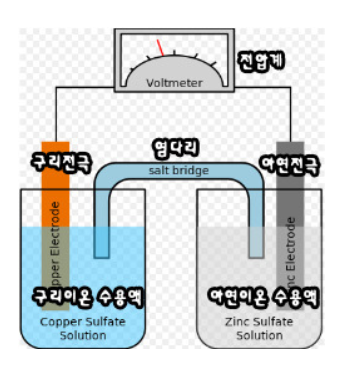 전압계
Voltmeter
염다리
salt bridge
구리전극
아연전극
Electrode
Electrode
구리이온 수용액
아연이온 수용액
Copper Sulfate
Solution
Zinc Sulfate
Solution